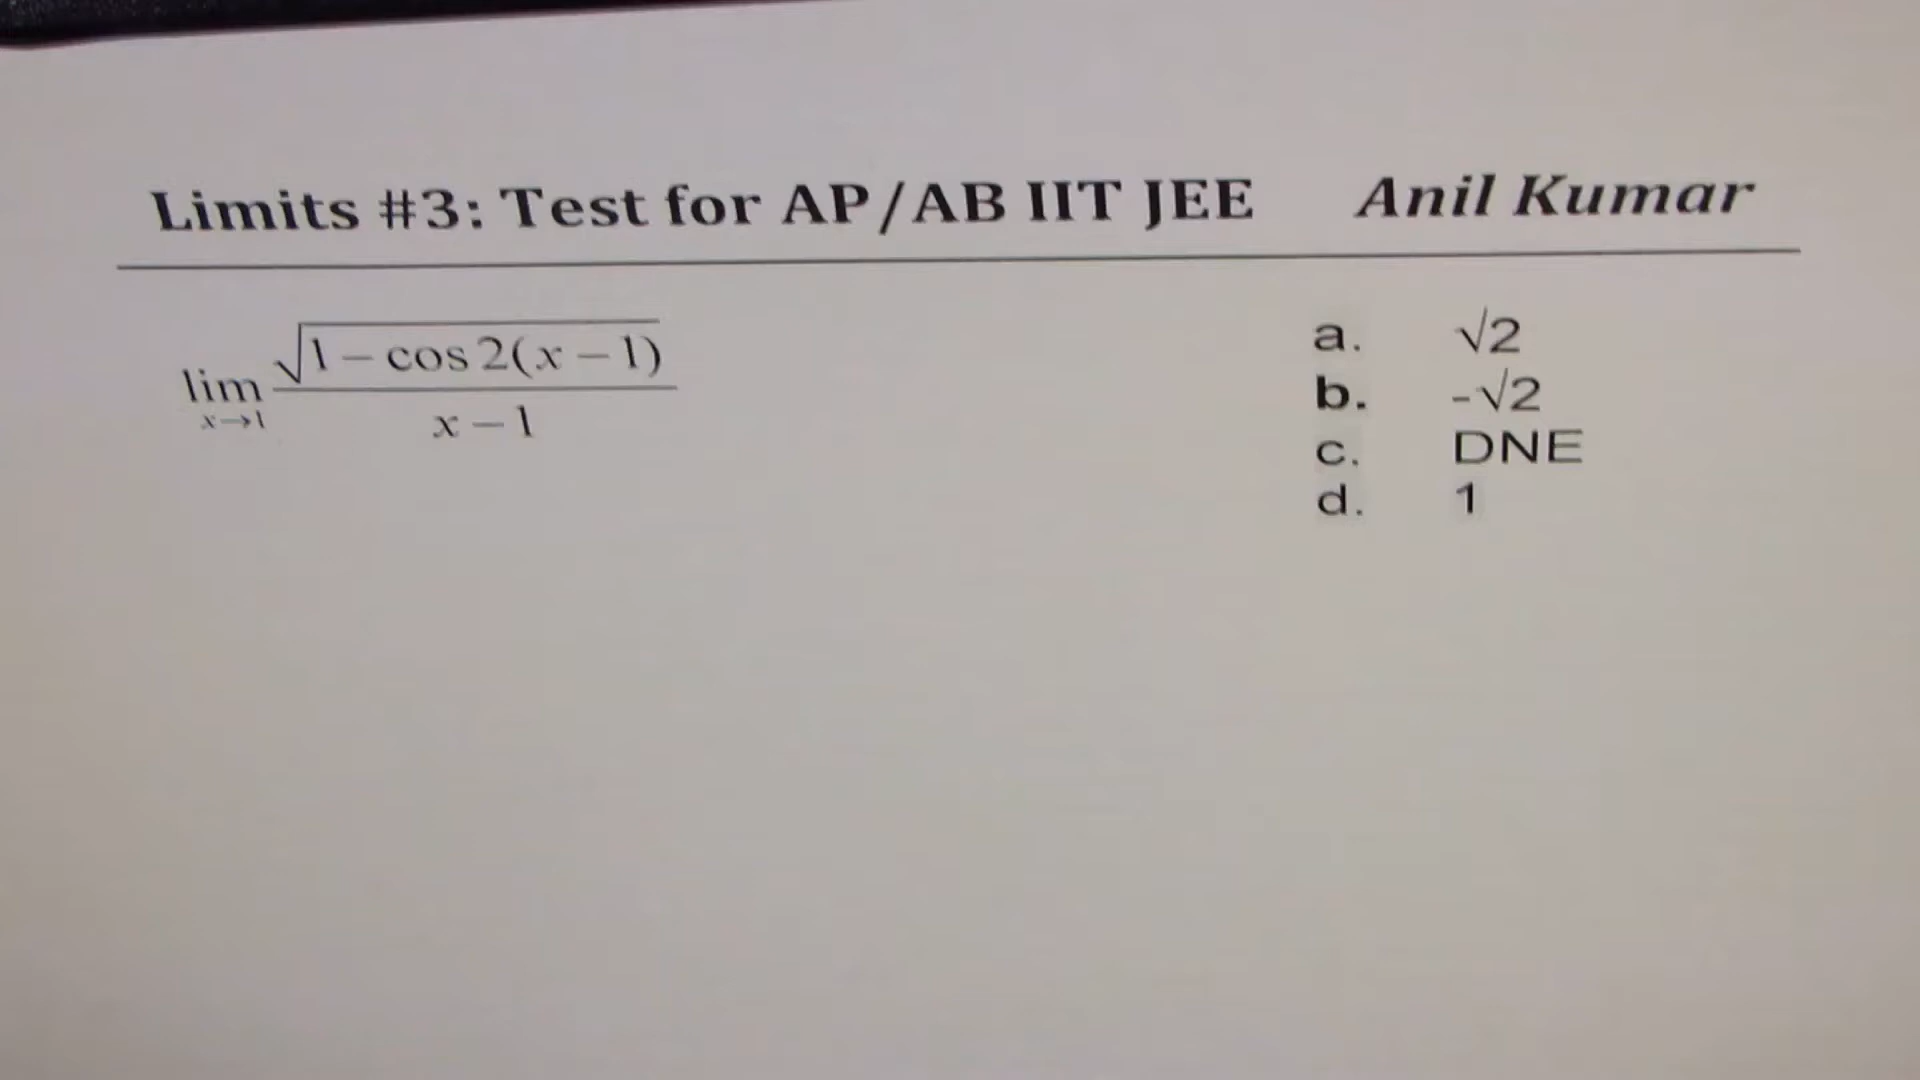 Limits #3: Test for AP/AB IIT JEE Anil Kumar
lim x→1 √(1 – cos 2(x – 1)) / (x – 1)
a. √2
b. -√2
c. DNE
d. 1